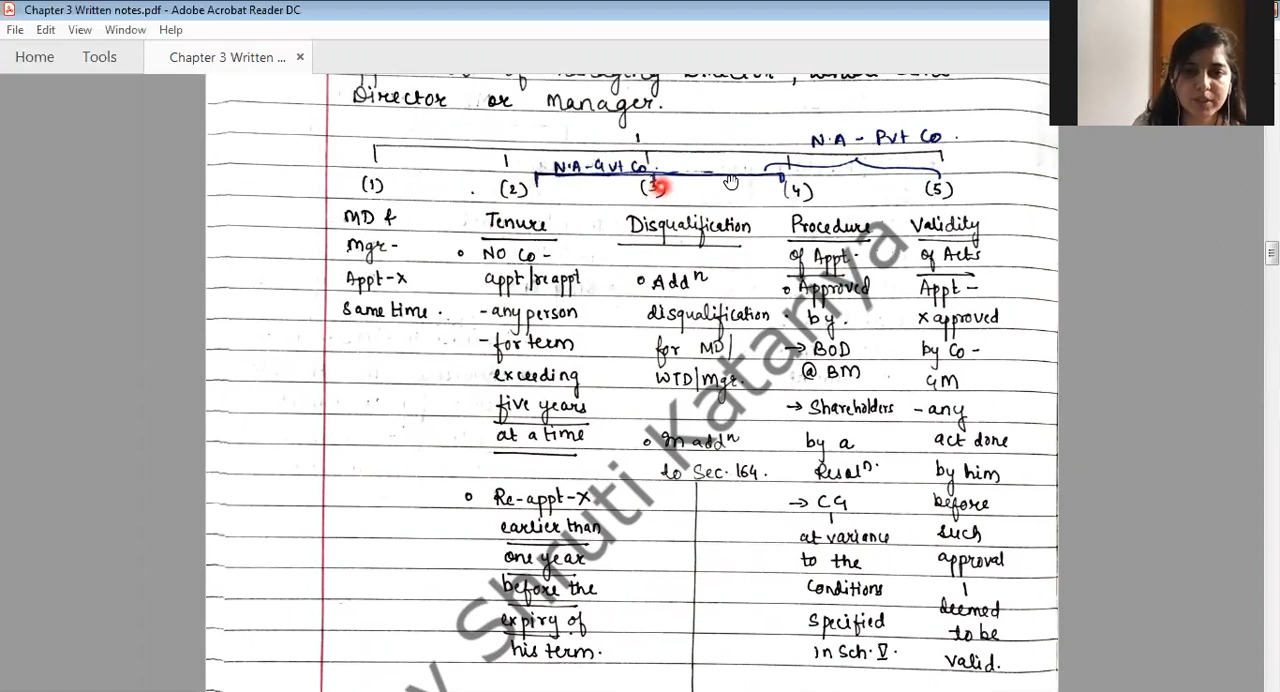 Chapter 3 Written notes.pdf - Adobe Acrobat Reader DC
File Edit View Window Help
Home Tools Chapter 3 Written ... ×
Director or Manager.
N.A - Pvt Co.
N.A - Gvt Co.
(1) (2) (3) (4) (5)
MD &
Mgr-
Appt-x
Same time.
Tenure
• NO Co -
appt/reappt
- any person
- for term
exceeding
five years
at a time
• Re-appt-x
earlier than
one year
before the
expiry of
his term.
Disqualification
• Addⁿ
disqualification
for MD/
WTD/Mgr.
• In addⁿ
to Sec. 164.
Procedure
of Appt.
• Approved
by.
→ BOD
@ BM
→ Shareholders
by a
Resolⁿ.
→ CG
at variance
to the
conditions
specified
in Sch. V.
Validity
of Acts
Appt-
x approved
by Co -
GM
- any
act done
by him
before
such
approval
deemed
to be
valid.
Shruti Katariya